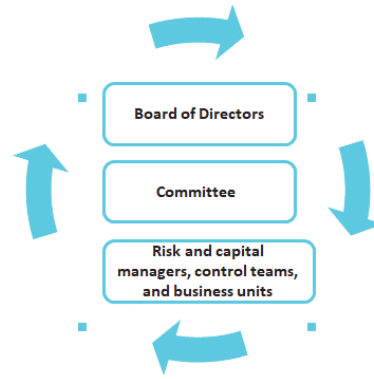 Board of Directors
Committee
Risk and capital
managers, control teams,
and business units